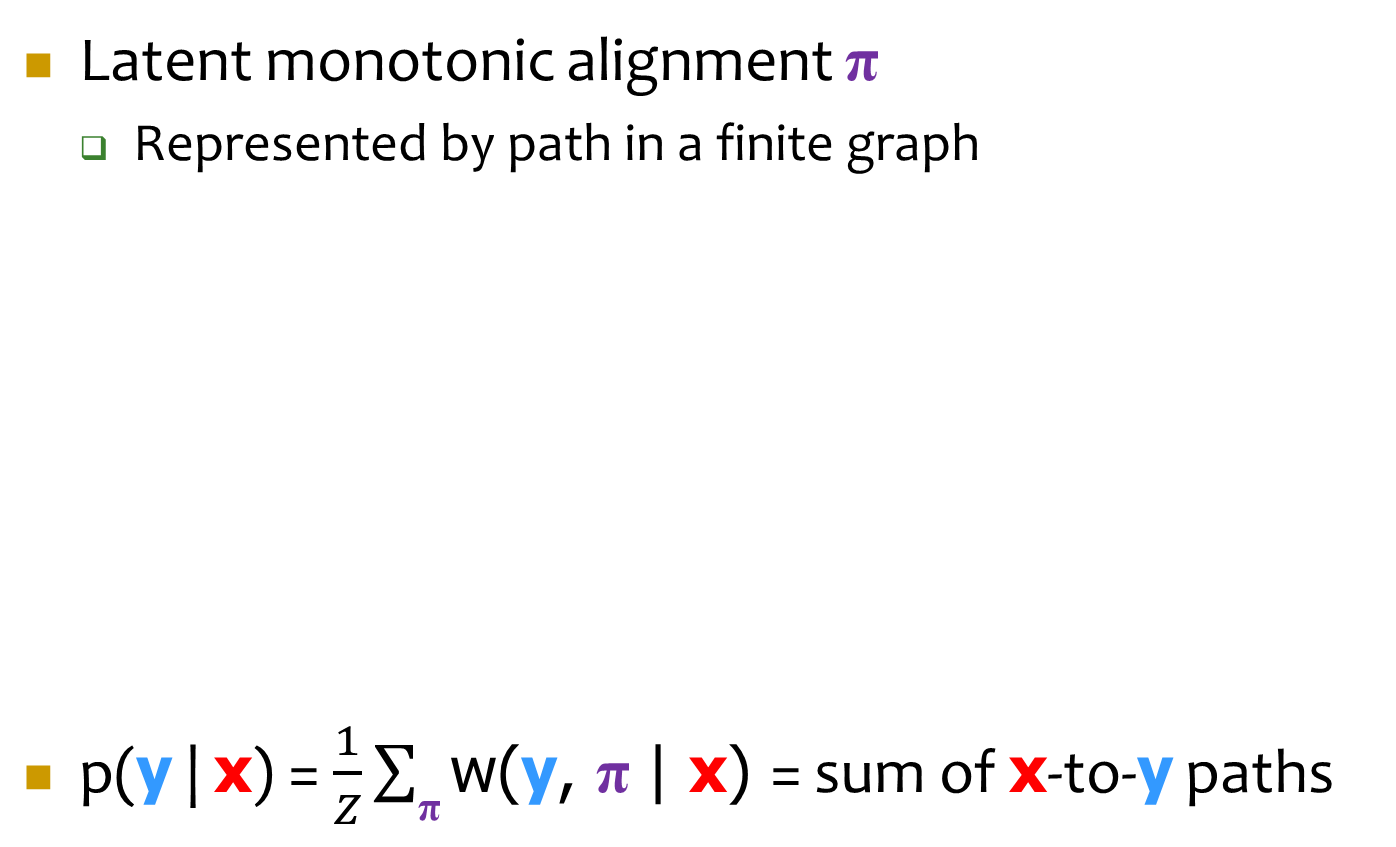 Latent monotonic alignment π
Represented by path in a finite graph
p(y | x) = 1/Z ∑π w(y, π | x) = sum of x-to-y paths